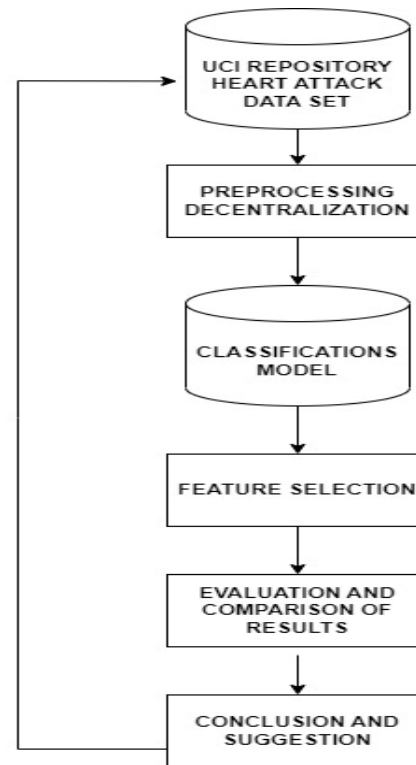 UCI REPOSITORY
HEART ATTACK
DATA SET
PREPROCESSING
DECENTRALIZATION
CLASSIFICATIONS
MODEL
FEATURE SELECTION
EVALUATION AND
COMPARISON OF
RESULTS
CONCLUSION AND
SUGGESTION